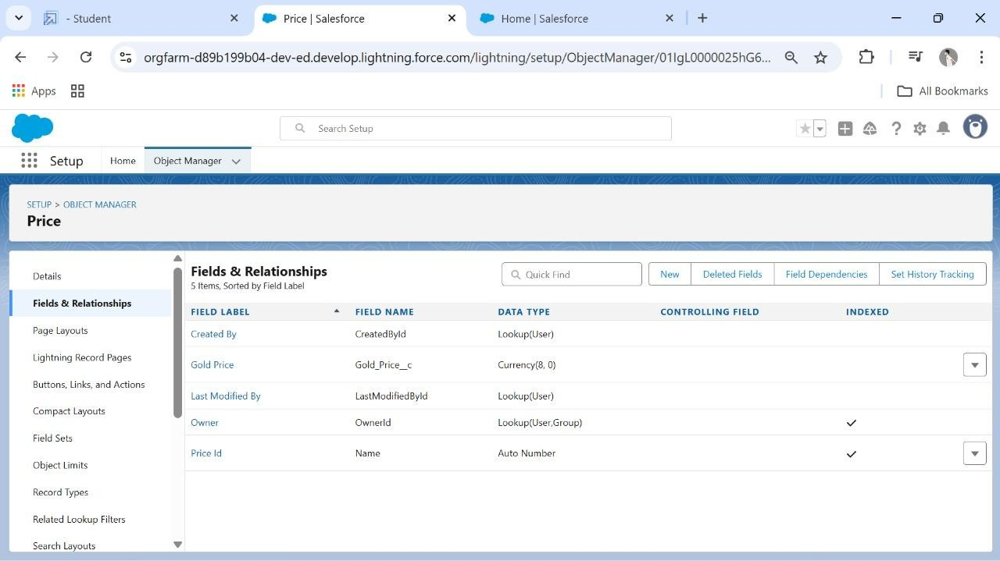 - Student
Price | Salesforce
Home | Salesforce
orgfarm-d89b199b04-dev-ed.develop.lightning.force.com/lightning/setup/ObjectManager/01IgL0000025hG6...
Apps
All Bookmarks
Search Setup
Setup
Home
Object Manager
SETUP > OBJECT MANAGER
Price
Details
Fields & Relationships
Page Layouts
Lightning Record Pages
Buttons, Links, and Actions
Compact Layouts
Field Sets
Object Limits
Record Types
Related Lookup Filters
Search Layouts
Fields & Relationships
5 Items, Sorted by Field Label
Quick Find
New
Deleted Fields
Field Dependencies
Set History Tracking
FIELD LABEL FIELD NAME DATA TYPE CONTROLLING FIELD INDEXED
Created By CreatedById Lookup(User)
Gold Price Gold_Price__c Currency(8, 0)
Last Modified By LastModifiedById Lookup(User)
Owner OwnerId Lookup(User,Group)
Price Id Name Auto Number